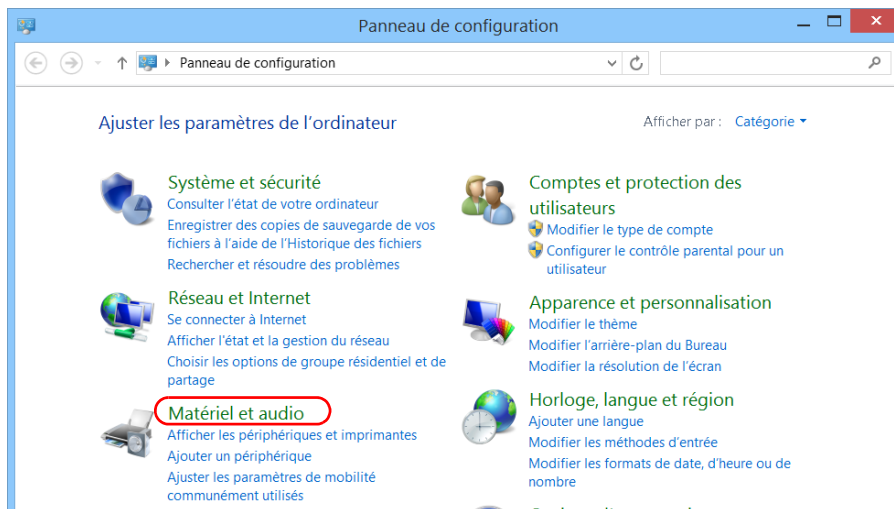 Panneau de configuration
Panneau de configuration
Ajuster les paramètres de l'ordinateur
Afficher par : Catégorie
Système et sécurité
Consulter l'état de votre ordinateur
Enregistrer des copies de sauvegarde de vos
fichiers à l'aide de l'Historique des fichiers
Rechercher et résoudre des problèmes
Réseau et Internet
Se connecter à Internet
Afficher l'état et la gestion du réseau
Choisir les options de groupe résidentiel et de
partage
Matériel et audio
Afficher les périphériques et imprimantes
Ajouter un périphérique
Ajuster les paramètres de mobilité
communément utilisés
Comptes et protection des
utilisateurs
Modifier le type de compte
Configurer le contrôle parental pour un
utilisateur
Apparence et personnalisation
Modifier le thème
Modifier l'arrière-plan du Bureau
Modifier la résolution de l'écran
Horloge, langue et région
Ajouter une langue
Modifier les méthodes d'entrée
Modifier les formats de date, d'heure ou de
nombre